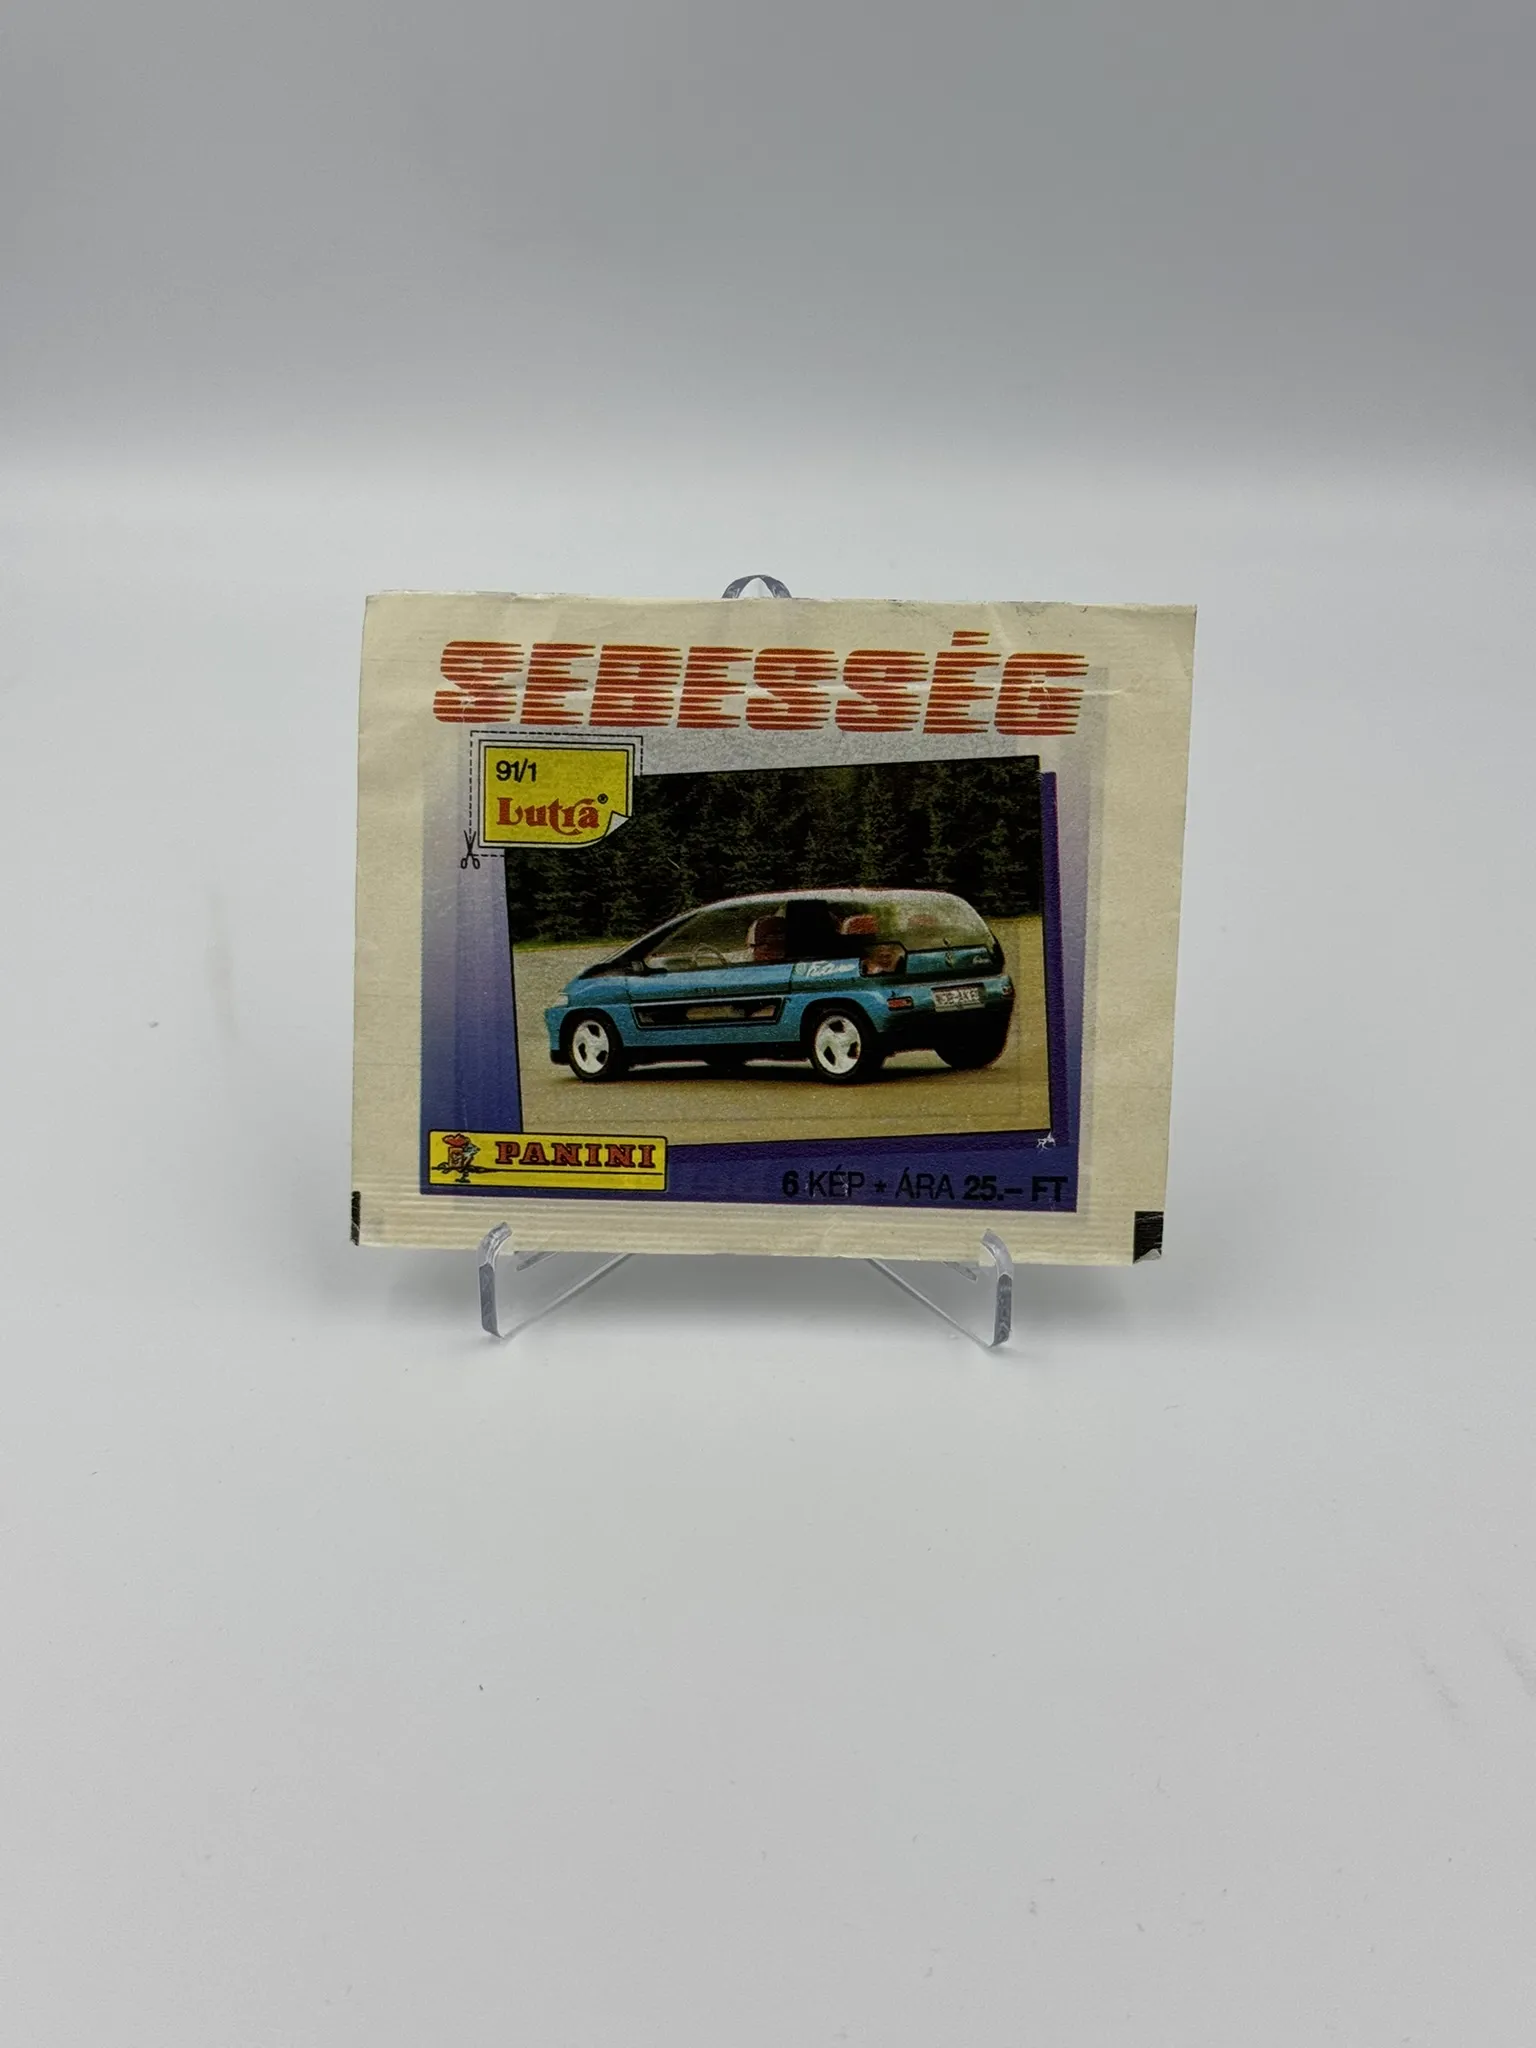 SEBESSÉG
91/1
Lutra®
PANINI
6 KÉP ★ ÁRA 25.– FT